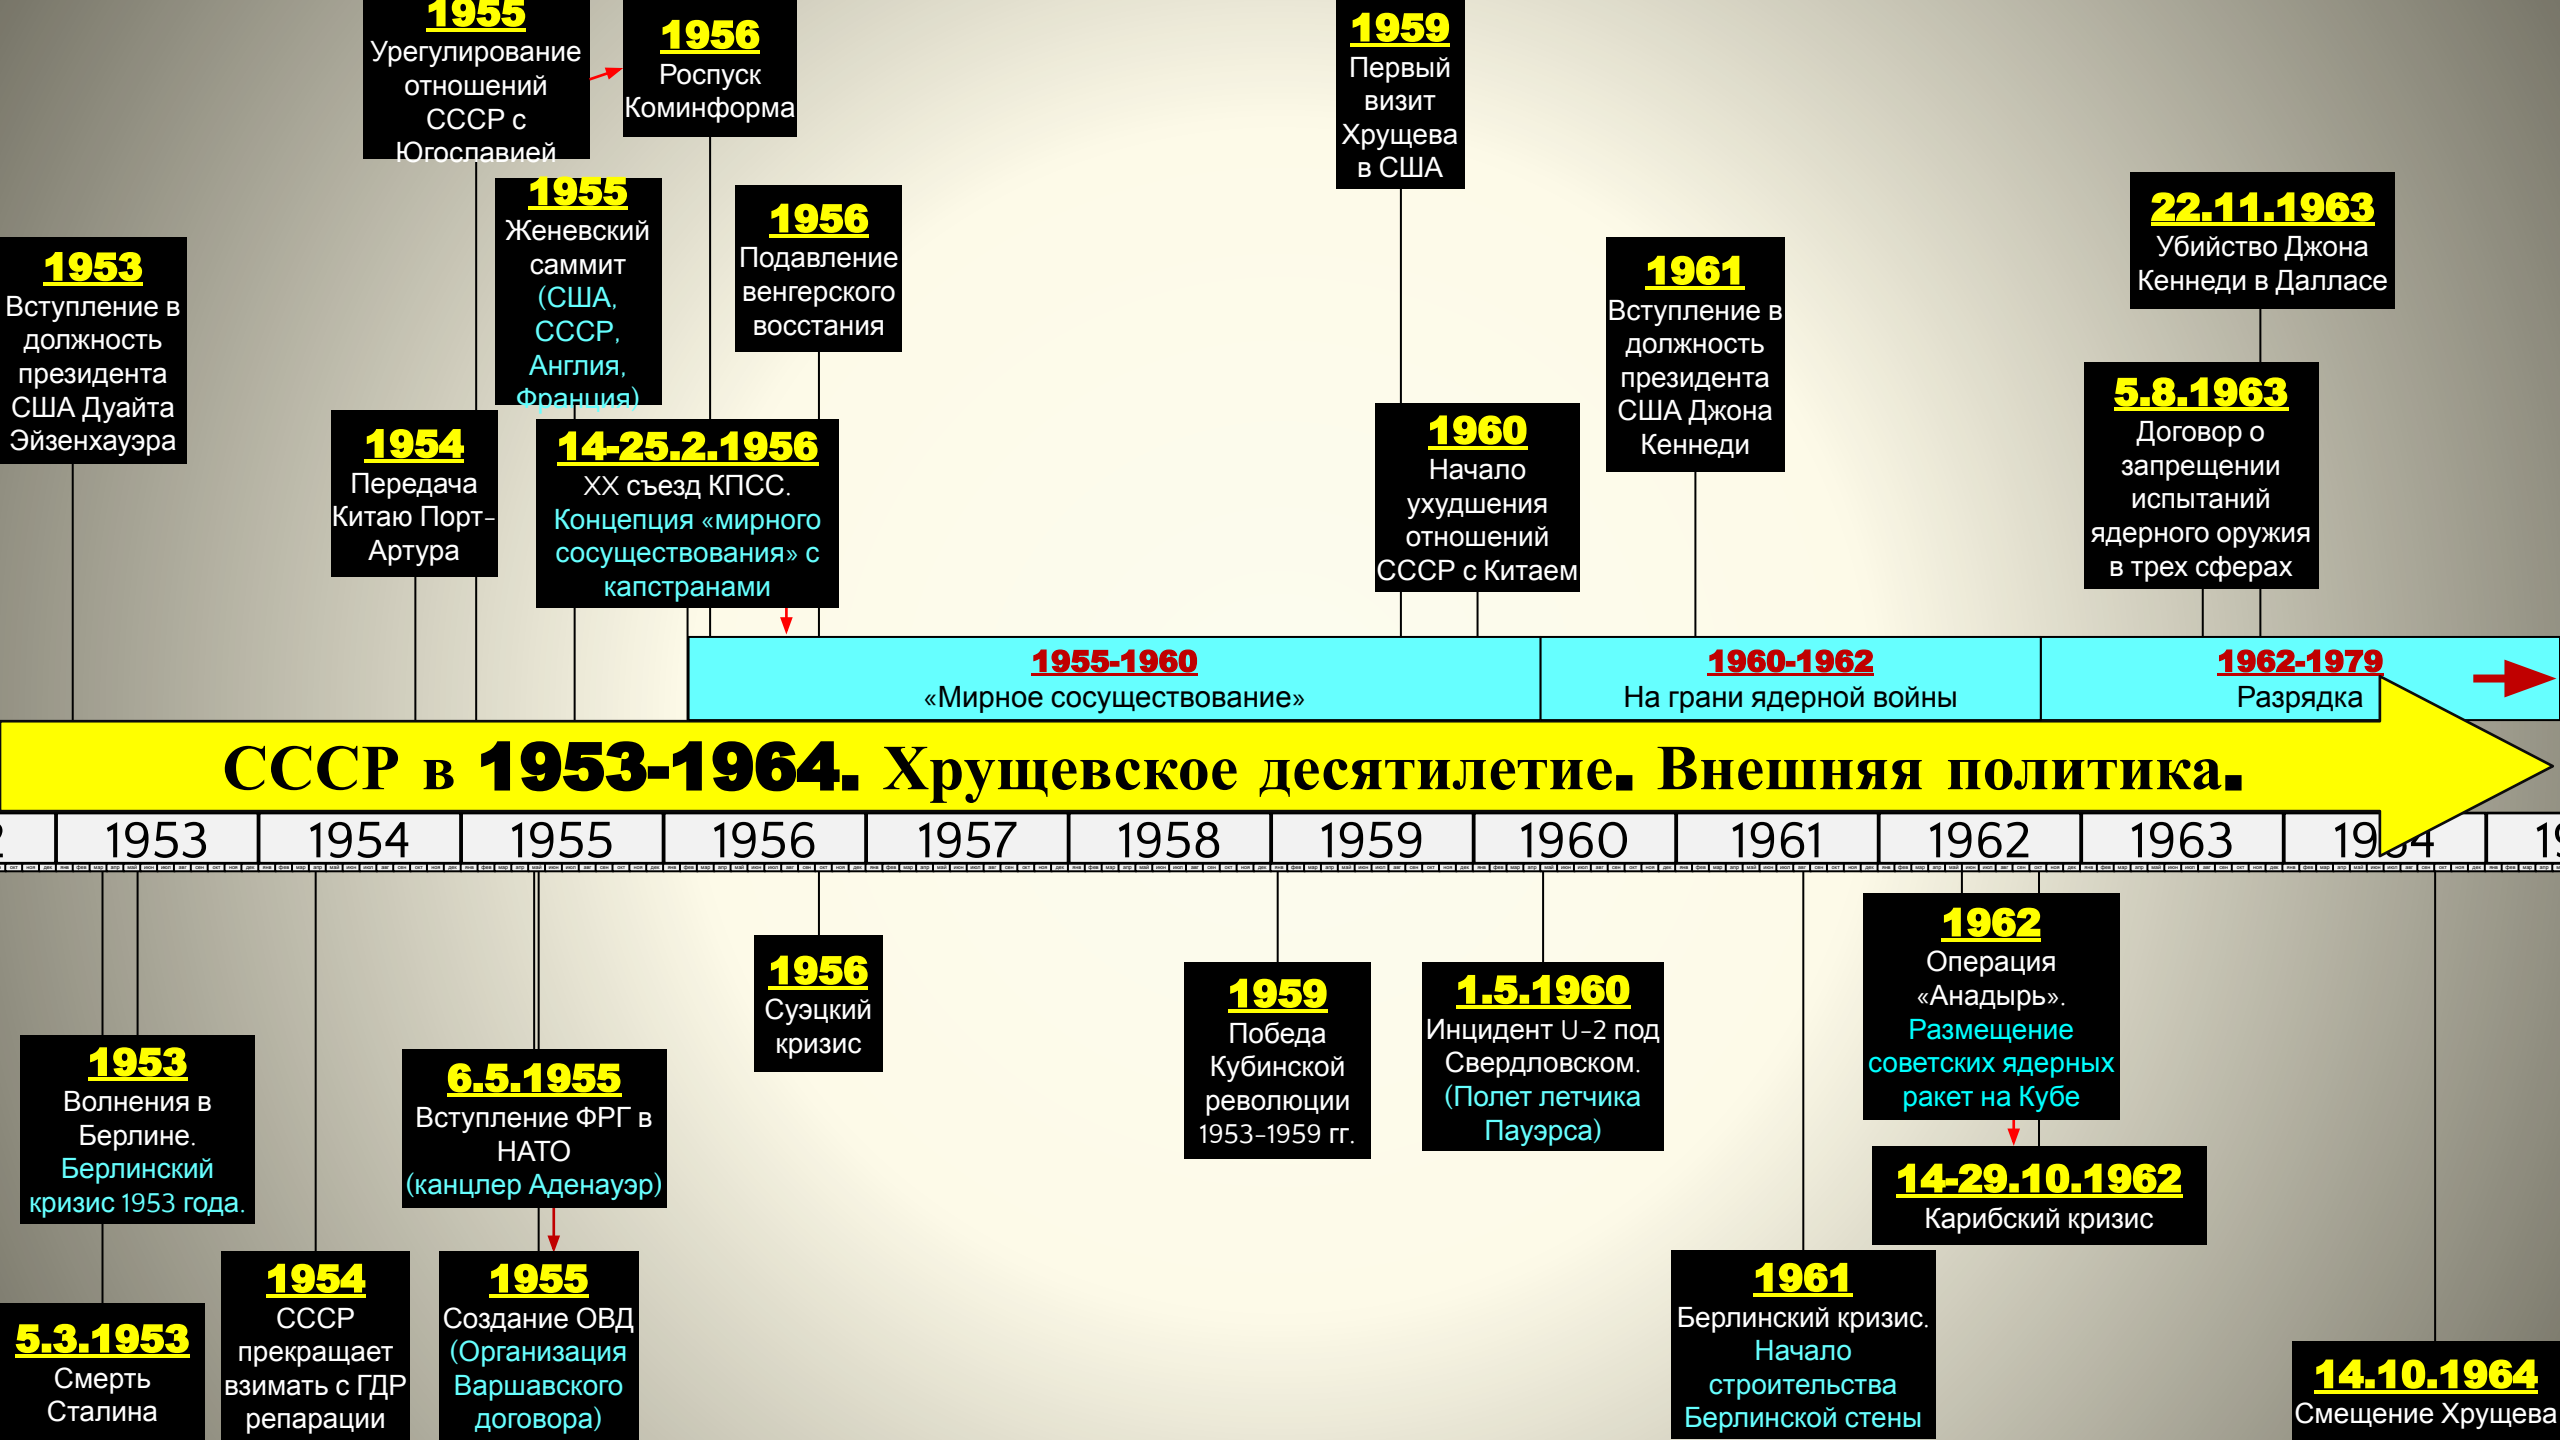 1955
Урегулирование
отношений
СССР с
Югославией
1956
Роспуск
Коминформа
1959
Первый
визит
Хрущева
в США
1953
Вступление в
должность
президента
США Дуайта
Эйзенхауэра
1955
Женевский
саммит
(США,
СССР,
Англия,
Франция)
1956
Подавление
венгерского
восстания
1961
Вступление в
должность
президента
США Джона
Кеннеди
22.11.1963
Убийство Джона
Кеннеди в Далласе
1954
Передача
Китаю Порт-
Артура
14-25.2.1956
XX съезд КПСС.
Концепция «мирного
сосуществования» с
капстранами
1960
Начало
ухудшения
отношений
СССР с Китаем
5.8.1963
Договор о
запрещении
испытаний
ядерного оружия
в трех сферах
1955-1960
«Мирное сосуществование»
1960-1962
На грани ядерной войны
1962-1979
Разрядка
СССР в 1953-1964. Хрущевское десятилетие. Внешняя политика.
1953 1954 1955 1956 1957 1958 1959 1960 1961 1962 1963 1964
1953
Волнения в
Берлине.
Берлинский
кризис 1953 года.
5.3.1953
Смерть
Сталина
1954
СССР
прекращает
взимать с ГДР
репарации
6.5.1955
Вступление ФРГ в
НАТО
(канцлер Аденауэр)
1955
Создание ОВД
(Организация
Варшавского
договора)
1956
Суэцкий
кризис
1959
Победа
Кубинской
революции
1953-1959 гг.
1.5.1960
Инцидент U-2 под
Свердловском.
(Полет летчика
Пауэрса)
1961
Берлинский кризис.
Начало
строительства
Берлинской стены
1962
Операция
«Анадырь».
Размещение
советских ядерных
ракет на Кубе
14-29.10.1962
Карибский кризис
14.10.1964
Смещение Хрущева